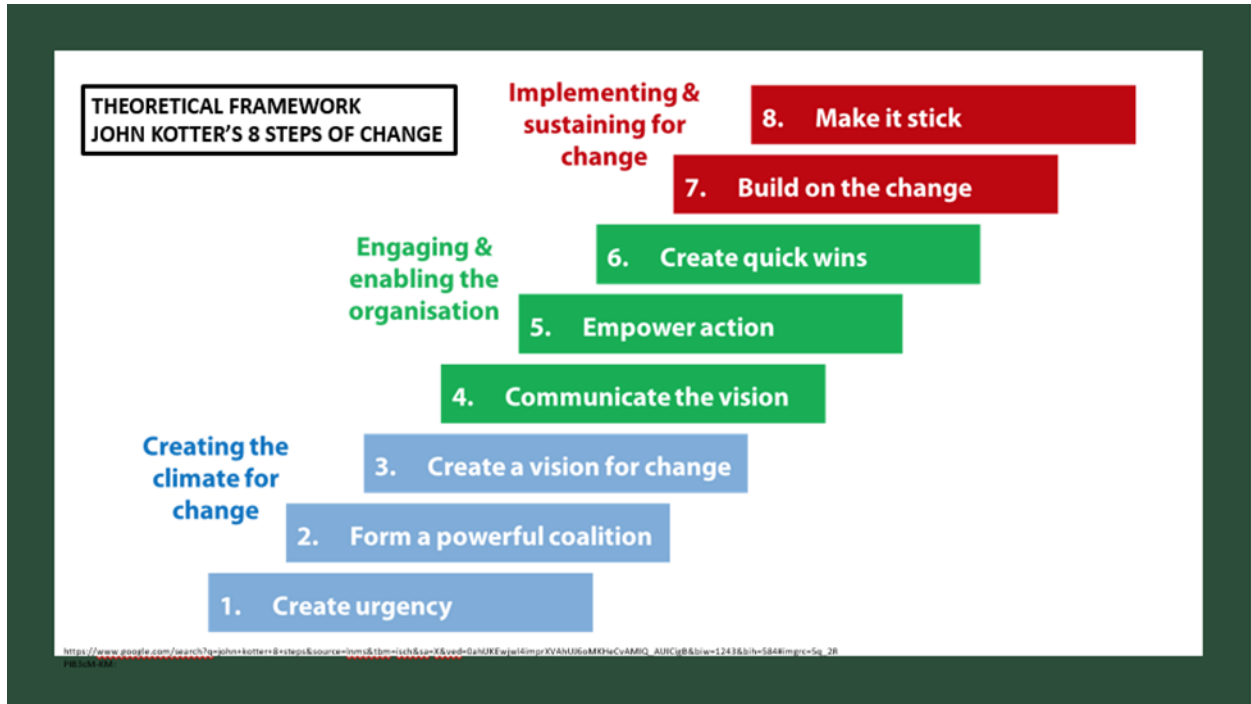 THEORETICAL FRAMEWORK
JOHN KOTTER'S 8 STEPS OF CHANGE
Implementing &
sustaining for
change
8. Make it stick
7. Build on the change
Engaging &
enabling the
organisation
6. Create quick wins
5. Empower action
4. Communicate the vision
Creating the
climate for
change
3. Create a vision for change
2. Form a powerful coalition
1. Create urgency